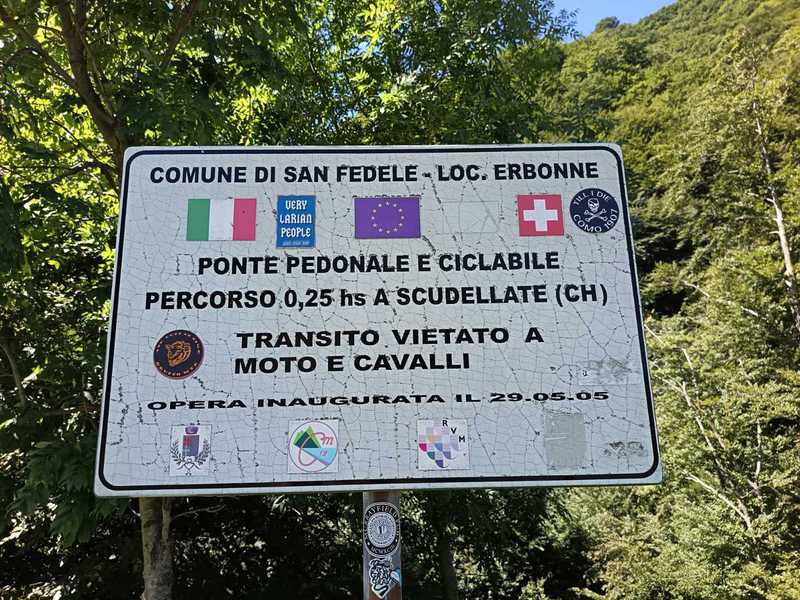 COMUNE DI SAN FEDELE - LOC. ERBONNE
VERY
LARIAN
PEOPLE
TILL I DIE
COMO 1907
PONTE PEDONALE E CICLABILE
PERCORSO 0,25 hs A SCUDELLATE (CH)
TRANSITO VIETATO A
MOTO E CAVALLI
OPERA INAUGURATA IL 29.05.05
RVM